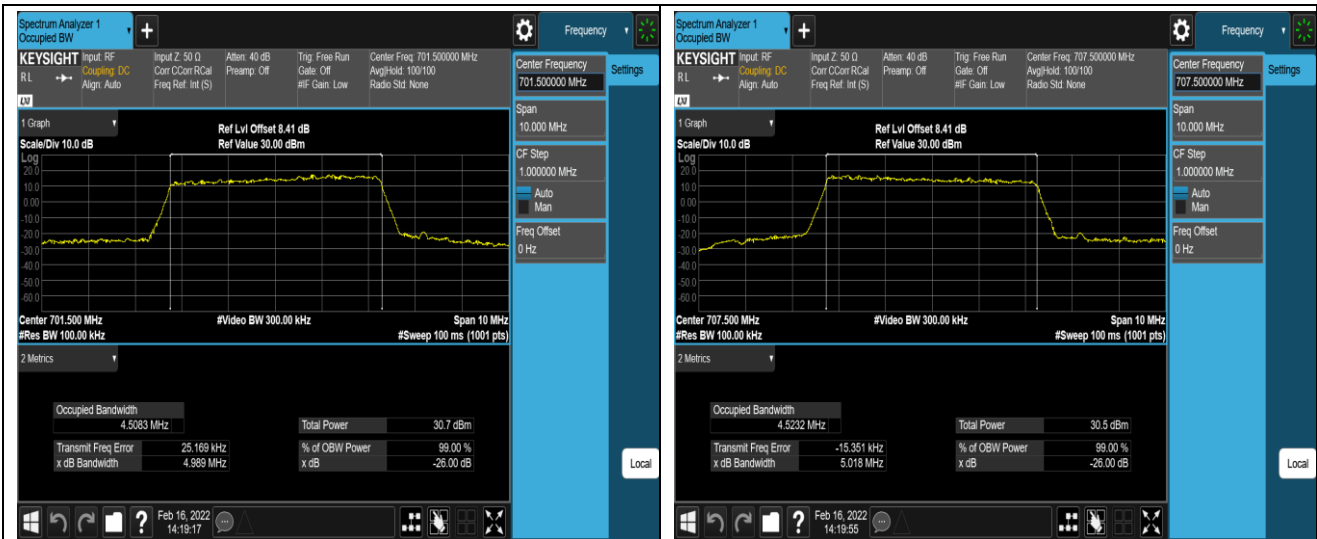 Spectrum Analyzer 1
Occupied BW
Frequency
KEYSIGHT
RL
LXI
Input: RF
Coupling: DC
Align: Auto
Input Z: 50 Ω
Corr CCorr RCal
Freq Ref: Int (S)
Atten: 40 dB
Preamp: Off
Trig: Free Run
Gate: Off
#IF Gain: Low
Center Freq: 701.500000 MHz
Avg|Hold: 100/100
Radio Std: None
Center Frequency
701.500000 MHz
Settings
Span
10.000 MHz
CF Step
1.000000 MHz
Auto
Man
Freq Offset
0 Hz
Local
1 Graph
Ref Lvl Offset 8.41 dB
Scale/Div 10.0 dB
Ref Value 30.00 dBm
Log
20.0
10.0
0.00
-10.0
-20.0
-30.0
-40.0
-50.0
-60.0
Center 701.500 MHz
#Video BW 300.00 kHz
Span 10 MHz
#Res BW 100.00 kHz
#Sweep 100 ms (1001 pts)
2 Metrics
Occupied Bandwidth
4.5083 MHz
Total Power 30.7 dBm
Transmit Freq Error 25.169 kHz
% of OBW Power 99.00 %
x dB Bandwidth 4.989 MHz
x dB -26.00 dB
?
Feb 16, 2022
14:19:17
Spectrum Analyzer 1
Occupied BW
Frequency
KEYSIGHT
RL
LXI
Input: RF
Coupling: DC
Align: Auto
Input Z: 50 Ω
Corr CCorr RCal
Freq Ref: Int (S)
Atten: 40 dB
Preamp: Off
Trig: Free Run
Gate: Off
#IF Gain: Low
Center Freq: 707.500000 MHz
Avg|Hold: 100/100
Radio Std: None
Center Frequency
707.500000 MHz
Settings
Span
10.000 MHz
CF Step
1.000000 MHz
Auto
Man
Freq Offset
0 Hz
Local
1 Graph
Ref Lvl Offset 8.41 dB
Scale/Div 10.0 dB
Ref Value 30.00 dBm
Log
20.0
10.0
0.00
-10.0
-20.0
-30.0
-40.0
-50.0
-60.0
Center 707.500 MHz
#Video BW 300.00 kHz
Span 10 MHz
#Res BW 100.00 kHz
#Sweep 100 ms (1001 pts)
2 Metrics
Occupied Bandwidth
4.5232 MHz
Total Power 30.5 dBm
Transmit Freq Error -15.351 kHz
% of OBW Power 99.00 %
x dB Bandwidth 5.018 MHz
x dB -26.00 dB
?
Feb 16, 2022
14:19:55